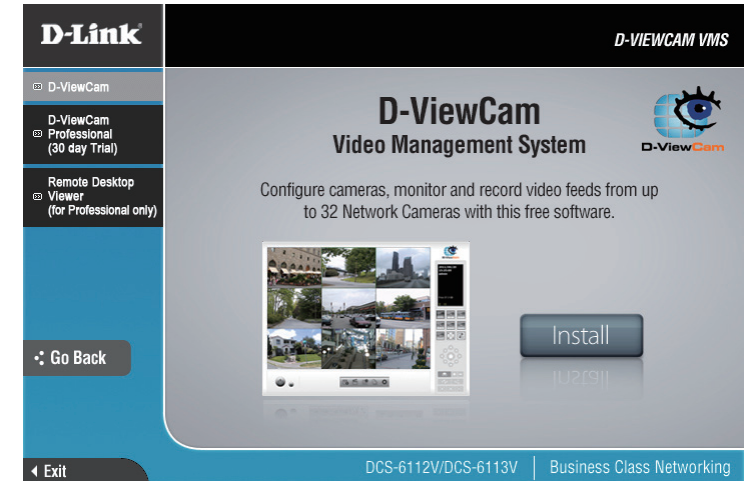 D-Link
D-VIEWCAM VMS
D-ViewCam
D-ViewCam
Professional
(30 day Trial)
Remote Desktop
Viewer
(for Professional only)
Go Back
Exit
D-ViewCam
Video Management System
D-ViewCam
Configure cameras, monitor and record video feeds from up
to 32 Network Cameras with this free software.
Install
DCS-6112V/DCS-6113V
Business Class Networking